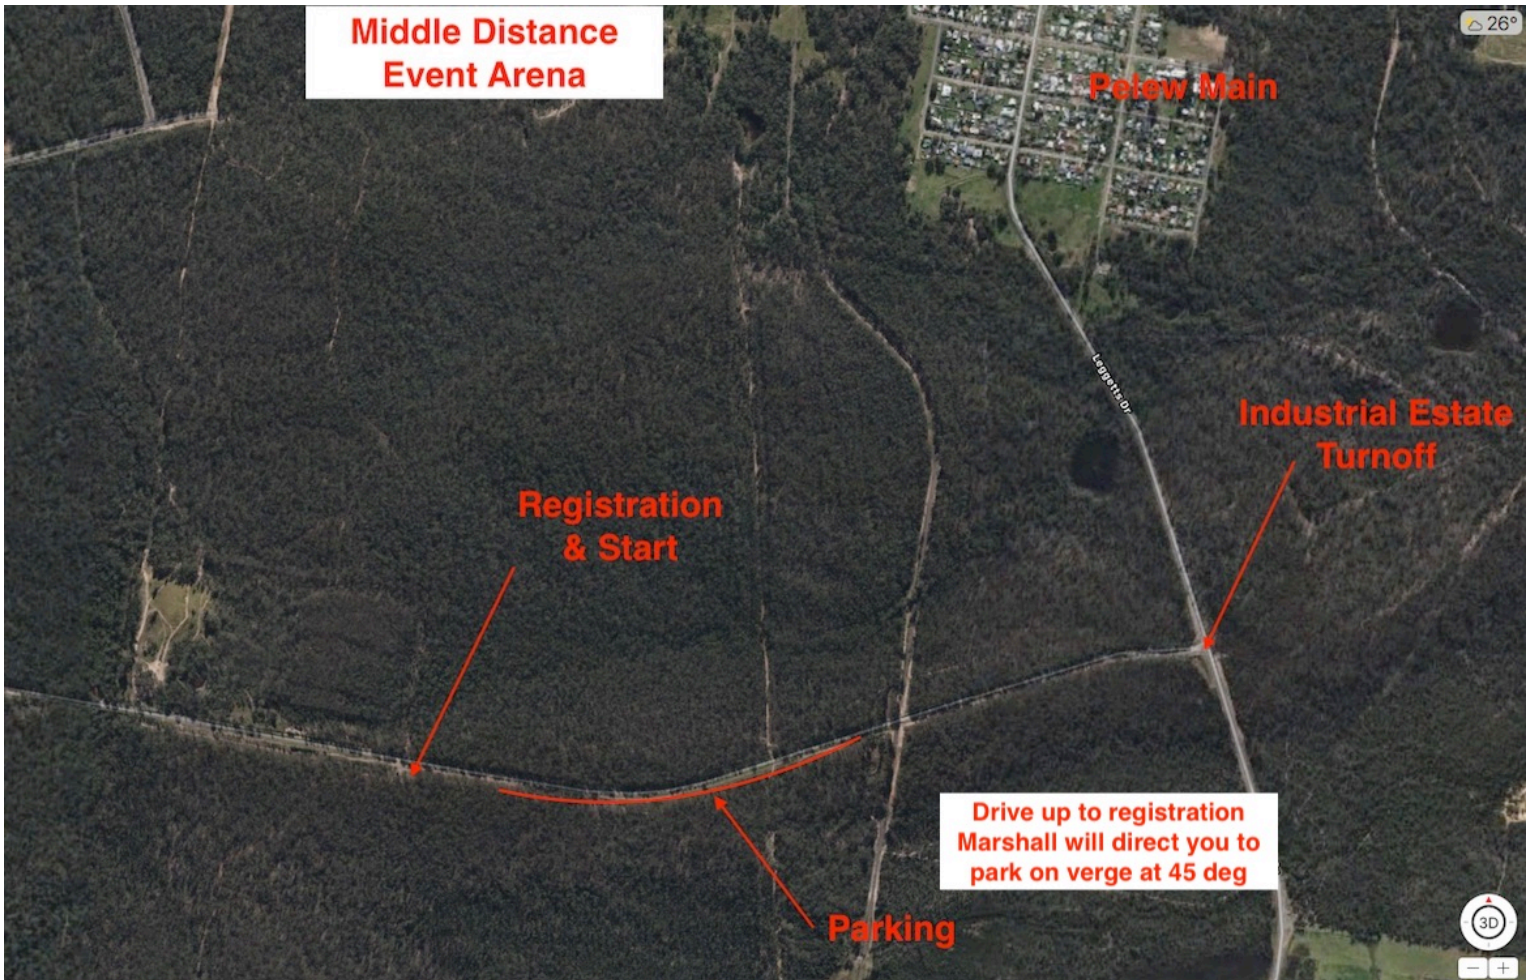 Middle Distance
Event Arena
26°
Pelew Main
Leggetts Dr
Industrial Estate
Turnoff
Registration
& Start
Drive up to registration
Marshall will direct you to
park on verge at 45 deg
Parking
3D